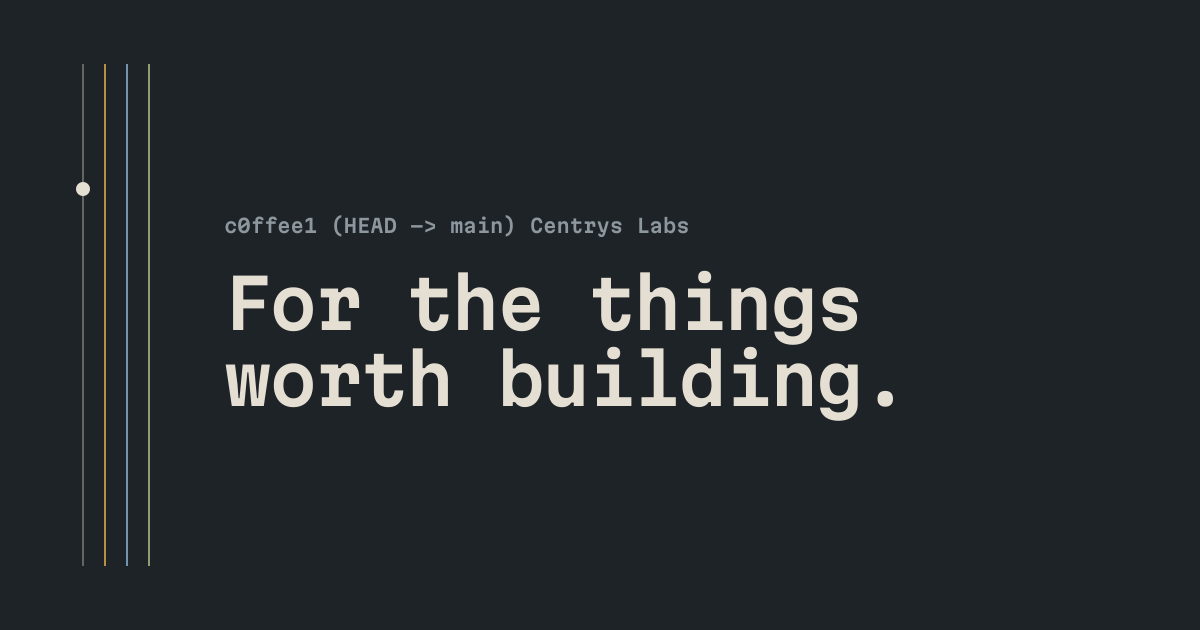 c0ffee1 (HEAD —> main) Centrys Labs
For the things
worth building.